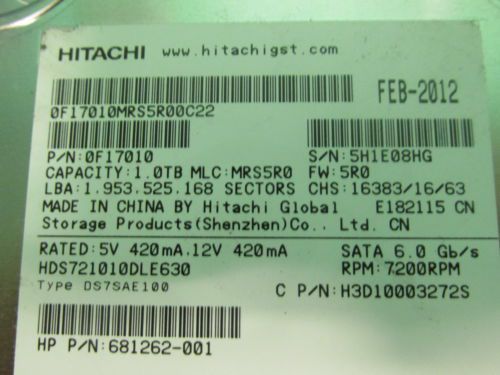 HITACHI www.hitachigst.com
FEB-2012
0F17010MRS5R00C22
P/N:0F17010 S/N:5H1E08HG
CAPACITY:1.0TB MLC:MRS5R0 FW:5R0
LBA:1.953.525.168 SECTORS CHS:16383/16/63
MADE IN CHINA BY Hitachi Global E182115 CN
Storage Products(Shenzhen)Co., Ltd. CN
RATED:5V 420mA.12V 420mA SATA 6.0 Gb/s
HDS721010DLE630 RPM:7200RPM
Type DS7SAE100
C P/N:H3D10003272S
HP P/N:681262-001